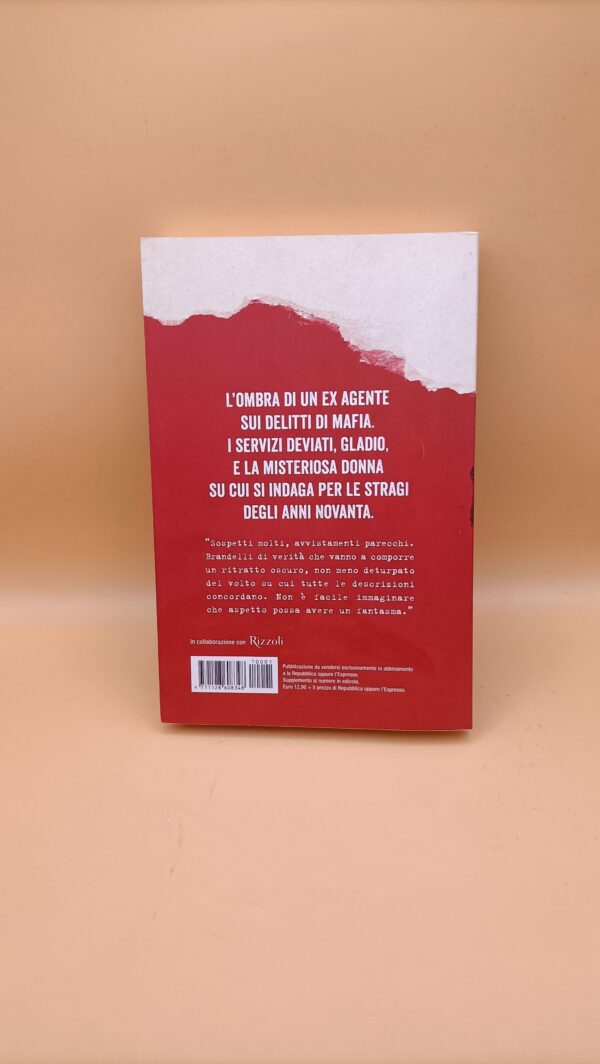 L'OMBRA DI UN EX AGENTE
SUI DELITTI DI MAFIA.
I SERVIZI DEVIATI, GLADIO,
E LA MISTERIOSA DONNA
SU CUI SI INDAGA PER LE STRAGI
DEGLI ANNI NOVANTA.
"Sospetti molti, avvistamenti parecchi.
Brandelli di verità che vanno a comporre
un ritratto oscuro, non meno deturpato
del volto su cui tutte le descrizioni
concordano. Non è facile immaginare
che aspetto possa avere un fantasma."
In collaborazione con Rizzoli
10001
9 771128 608348
Pubblicazione da vendersi esclusivamente in abbinamento
a la Repubblica oppure l'Espresso.
Supplemento al numero in edicola.
Euro 12,90 + il prezzo di Repubblica oppure l'Espresso.